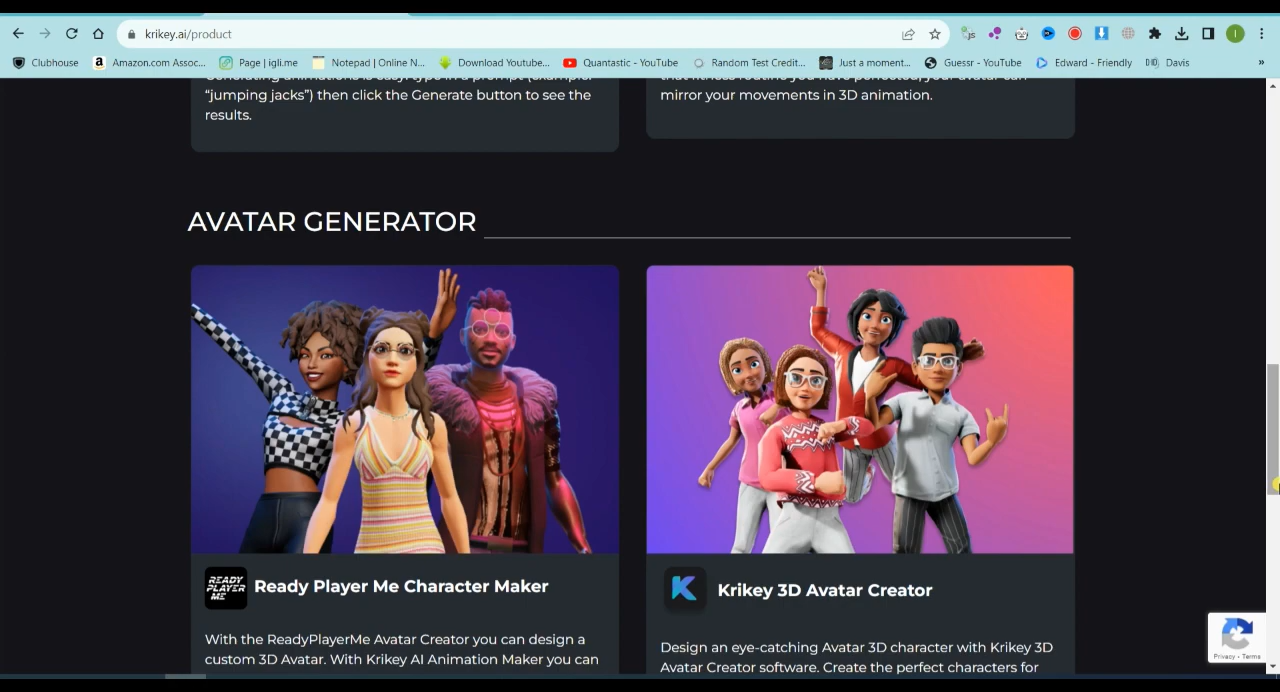 krikey.ai/product
Clubhouse
Amazon.com Assoc...
Page | igli.me
Notepad | Online N...
Download Youtube...
Quantastic - YouTube
Random Test Credit...
Just a moment...
Guessr - YouTube
Edward - Friendly
Davis
»
“jumping jacks”) then click the Generate button to see the
results.
mirror your movements in 3D animation.
AVATAR GENERATOR
READY
PLAYER
ME
Ready Player Me Character Maker
With the ReadyPlayerMe Avatar Creator you can design a
custom 3D Avatar. With Krikey AI Animation Maker you can
K
Krikey 3D Avatar Creator
Design an eye-catching Avatar 3D character with Krikey 3D
Avatar Creator software. Create the perfect characters for
Privacy - Terms